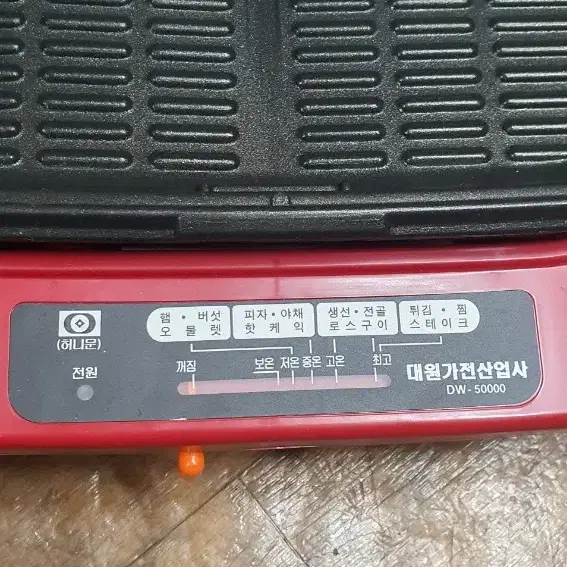 햄 · 버섯
오 믈 렛
피자 · 야채
핫 케 익
생선 · 전골
로스구이
튀김 · 찜
스테이크
(허니문)
전원
꺼짐
보온
저온
중온
고온
최고
대원가전산업사
DW - 50000